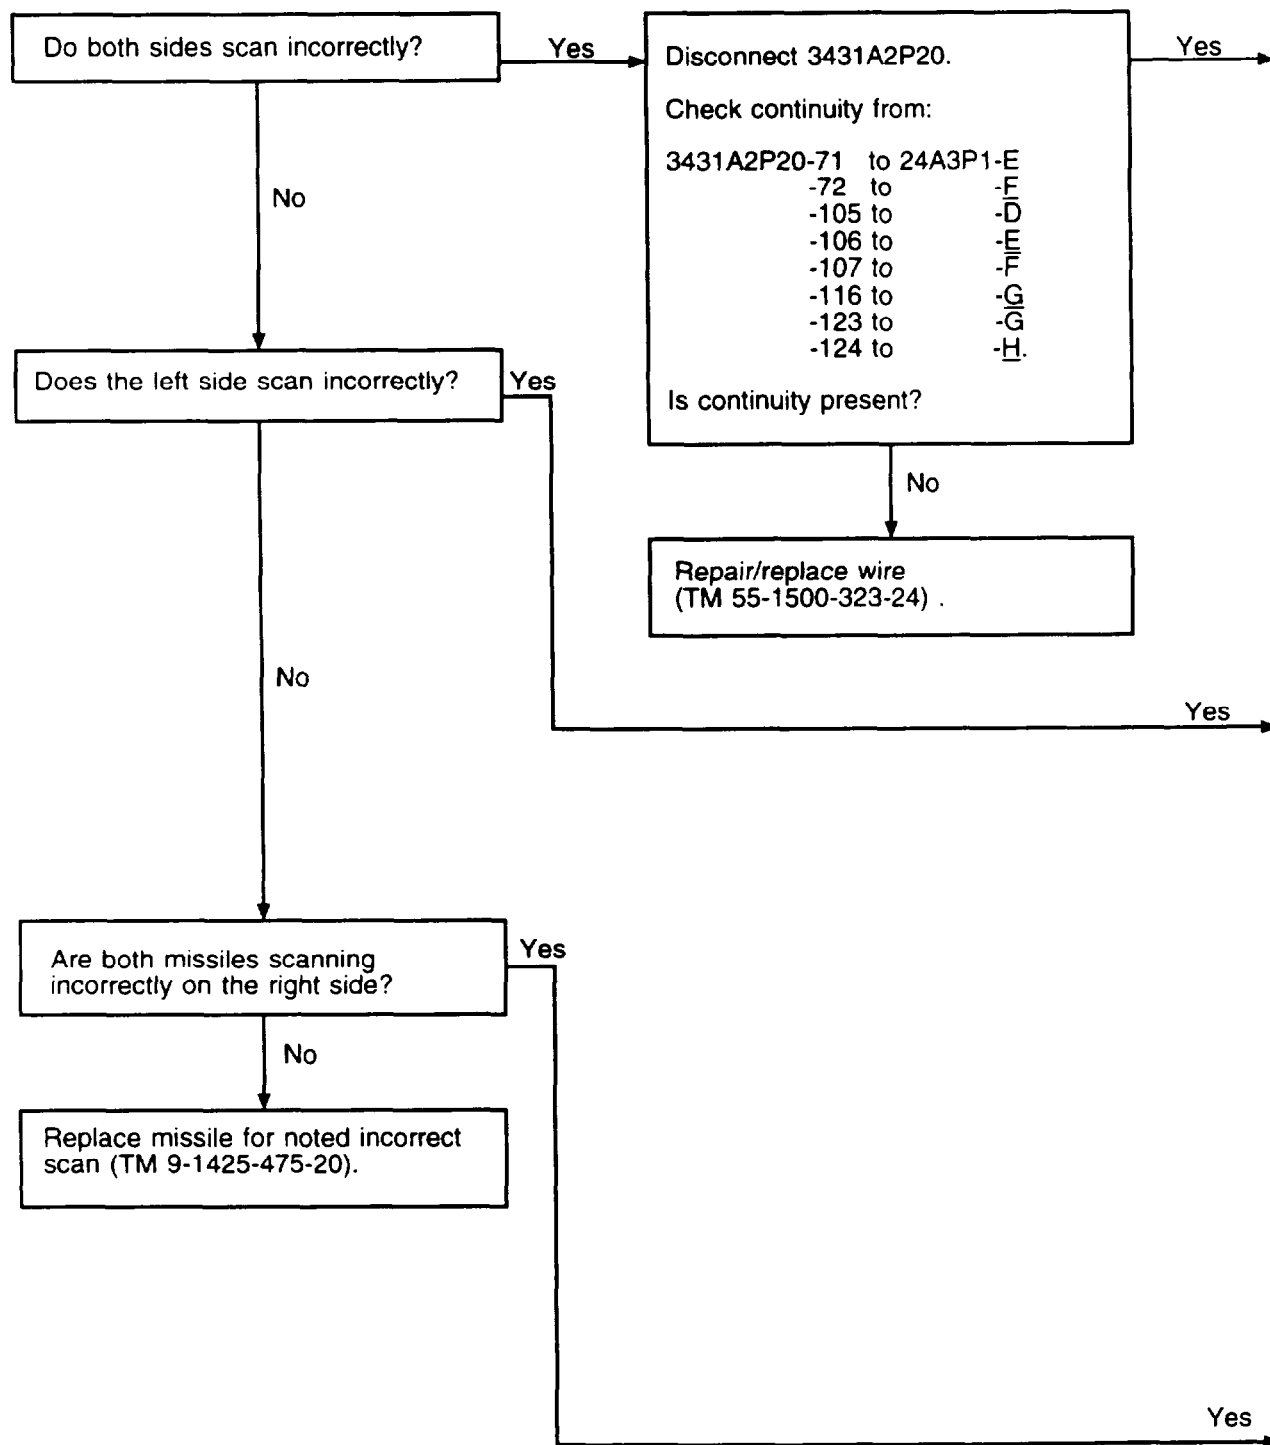 Do both sides scan incorrectly?
Yes
Disconnect 3431A2P20.
Yes
Check continuity from:
3431A2P20-71 to 24A3P1-E
-72 to -F
-105 to -D
-106 to -E
-107 to -F
-116 to -G
-123 to -G
-124 to -H.
Is continuity present?
No
Does the left side scan incorrectly?
Yes
No
Repair/replace wire
(TM 55-1500-323-24) .
No
Yes
Are both missiles scanning
incorrectly on the right side?
Yes
No
Replace missile for noted incorrect
scan (TM 9-1425-475-20).
Yes